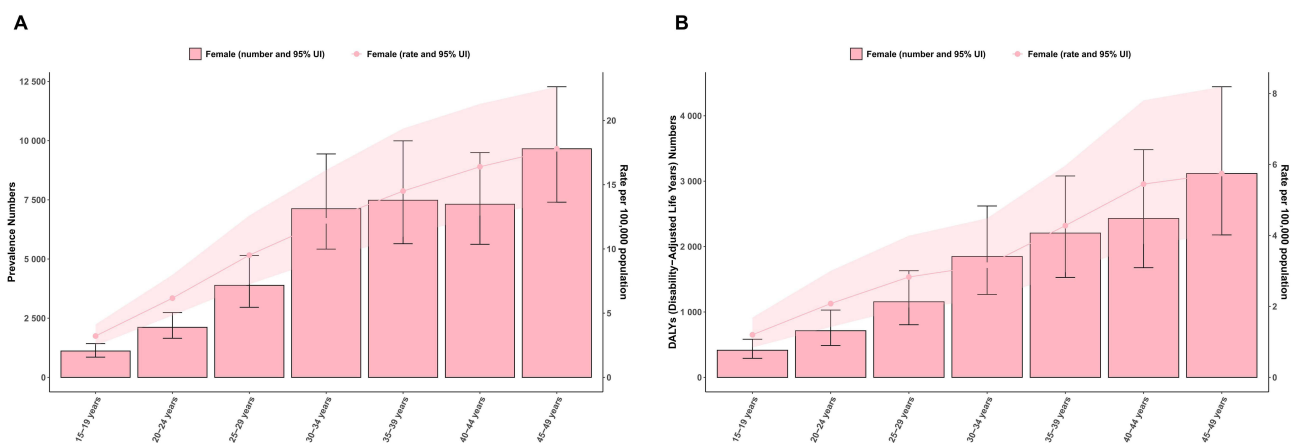 A
Female (number and 95% UI)
Female (rate and 95% UI)
Prevalence Numbers
12 500
10 000
7 500
5 000
2 500
0
20
15
10
5
0
Rate per 100,000 population
15−19 years
20−24 years
25−29 years
30−34 years
35−39 years
40−44 years
45−49 years
B
Female (number and 95% UI)
Female (rate and 95% UI)
DALYs (Disability−Adjusted Life Years) Numbers
4 000
3 000
2 000
1 000
0
8
6
4
2
0
Rate per 100,000 population
15−19 years
20−24 years
25−29 years
30−34 years
35−39 years
40−44 years
45−49 years